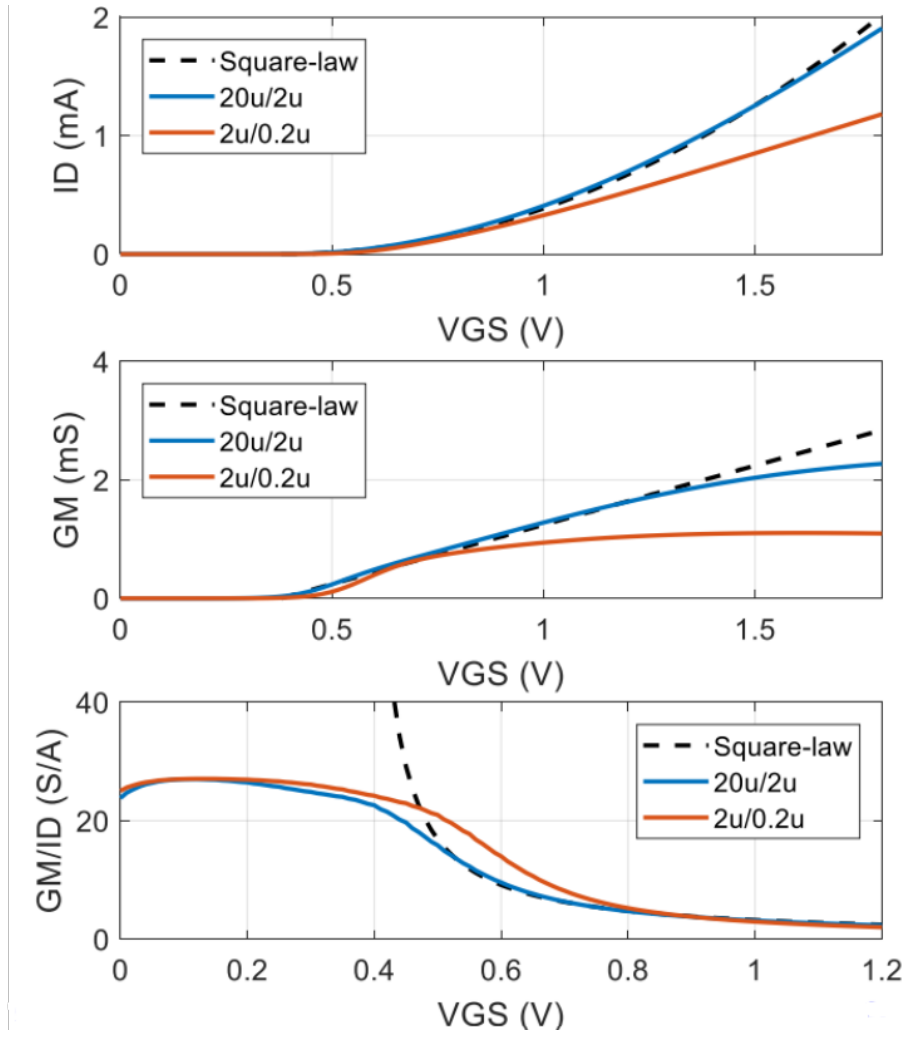 2
1
0
ID (mA)
Square-law
20u/2u
2u/0.2u
0 0.5 1 1.5
VGS (V)
4
2
0
GM (mS)
Square-law
20u/2u
2u/0.2u
0 0.5 1 1.5
VGS (V)
40
20
0
GM/ID (S/A)
Square-law
20u/2u
2u/0.2u
0 0.2 0.4 0.6 0.8 1 1.2
VGS (V)